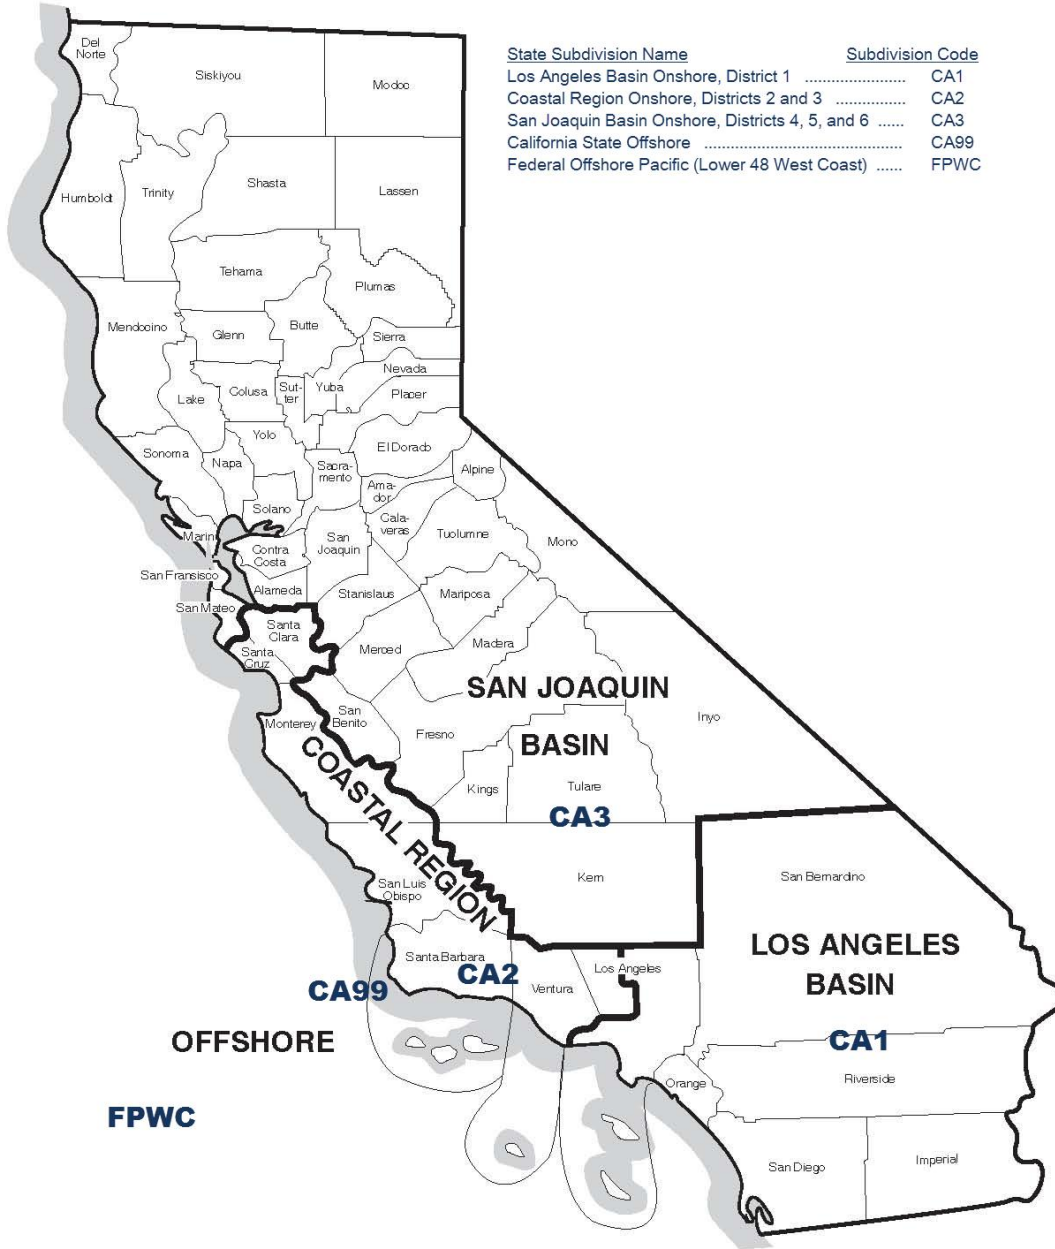 State Subdivision Name Subdivision Code
Los Angeles Basin Onshore, District 1 ...................... CA1
Coastal Region Onshore, Districts 2 and 3 ................ CA2
San Joaquin Basin Onshore, Districts 4, 5, and 6 ...... CA3
California State Offshore ........................................... CA99
Federal Offshore Pacific (Lower 48 West Coast) ...... FPWC
Del
Norte
Siskiyou
Modoc
Humboldt
Trinity
Shasta
Lassen
Tehama
Plumas
Mendocino
Glenn
Butte
Sierra
Nevada
Lake
Colusa
Sut-
ter
Yuba
Placer
Sonoma
Napa
Yolo
El Dorado
Sacra-
mento
Alpine
Ama-
dor
Solano
Marin
Contra
Costa
San
Joaquin
Cala-
veras
Tuolumne
Mono
San Fransisco
Alameda
Stanislaus
Mariposa
San Mateo
Santa
Clara
Santa
Cruz
Merced
Madera
SAN JOAQUIN
BASIN
Monterey
San
Benito
Fresno
Inyo
Kings
Tulare
CA3
COASTAL REGION
San Luis
Obispo
Kern
San Bernardino
LOS ANGELES
BASIN
Santa Barbara
CA2
Ventura
Los Angeles
CA99
OFFSHORE
CA1
Orange
Riverside
FPWC
San Diego
Imperial